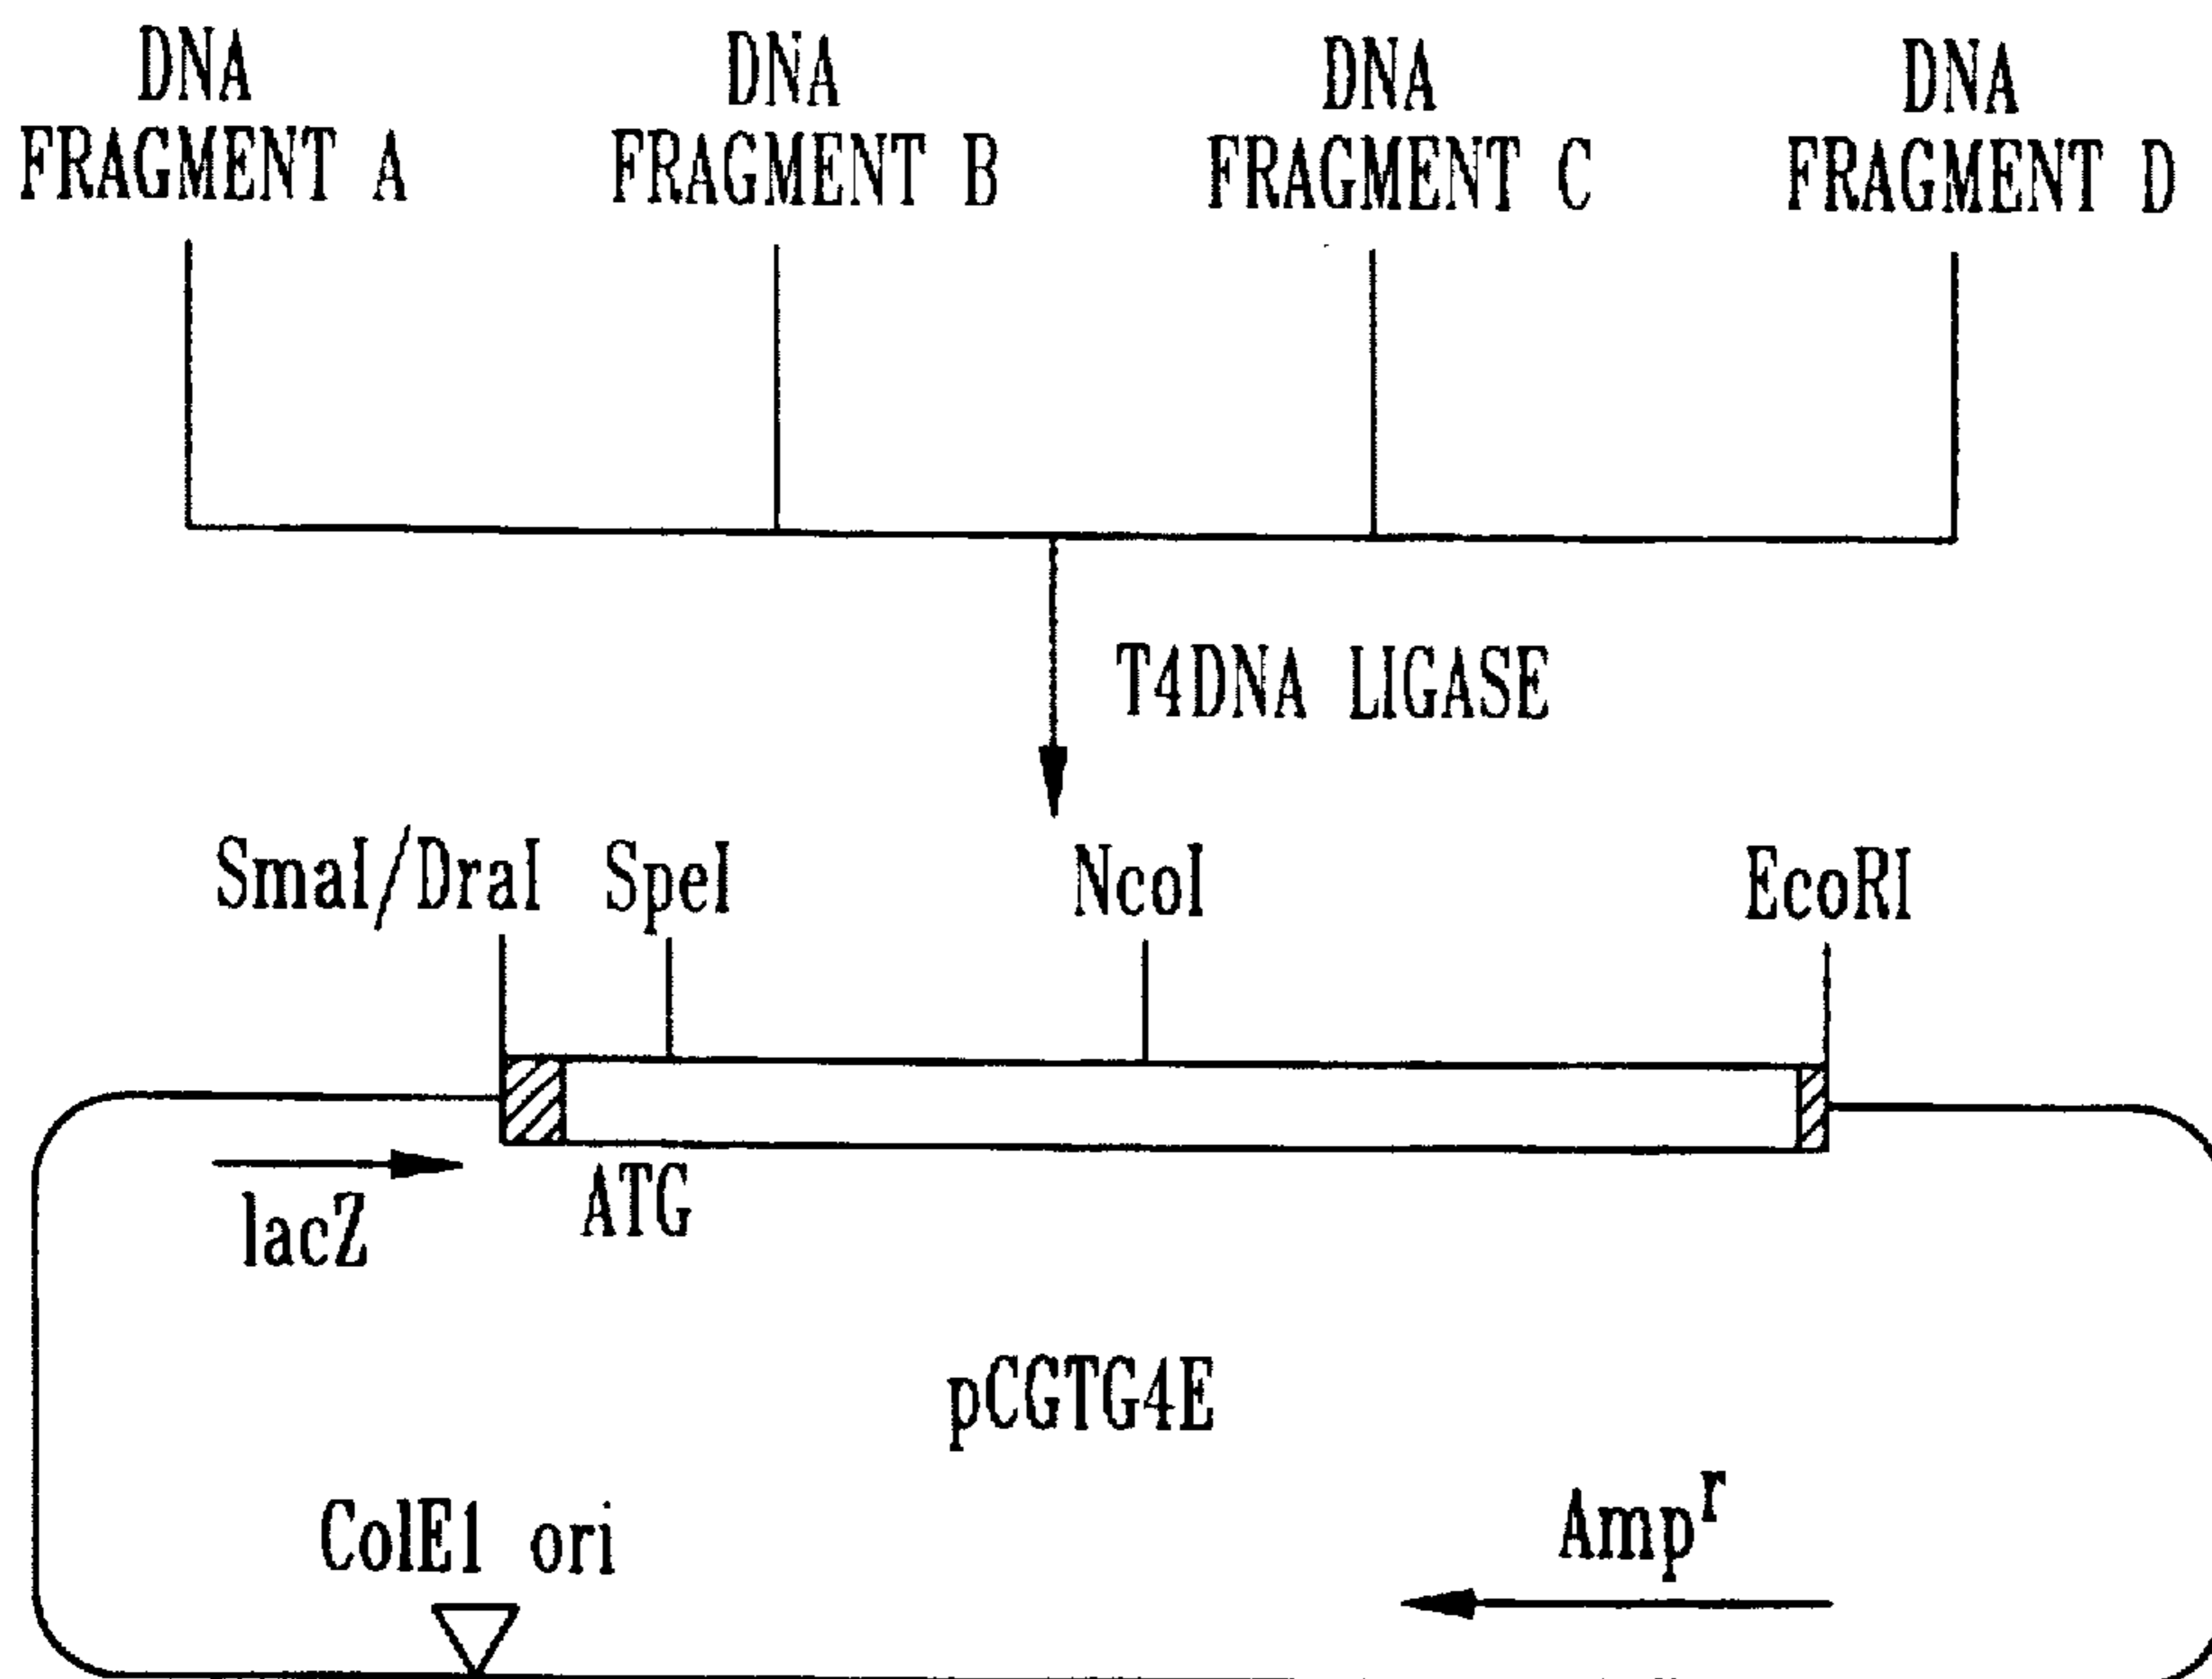 DNA
FRAGMENT A
DNA
FRAGMENT B
DNA
FRAGMENT C
DNA
FRAGMENT D
T4DNA LIGASE
SmaI/DraI
SpeI
NcoI
EcoRI
lacZ
ATG
pCGTG4E
ColE1 ori
Ampʳ